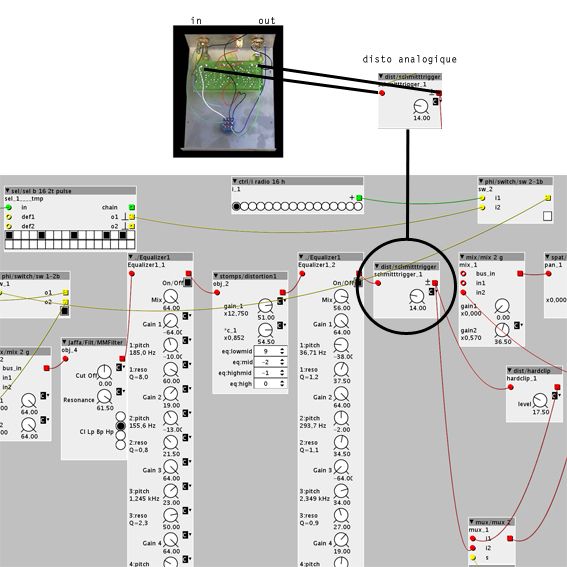 in out
disto analogique
dist/schmitttrigger
schmitttrigger_1
14.00
sel/sel b 16 2t pulse
sel_1___tmp
in chain
def1 o1
def2 o2
ctrl/i radio 16 h
i_1
phi/switch/sw 2-1b
sw_2
i1
i2
phi/switch/sw 1-2b
o1
o2
./Equalizer1
Equalizer1_1
On/Off
Mix
64.00
Gain 1
-14.00
1:pitch
185,0 Hz
-10.00
1:reso
Q=8,0
60.00
Gain 2
19.00
2:pitch
155,6 Hz
-13.00
2:reso
Q=0,8
21.50
Gain 3
64.00
3:pitch
1,245 kHz
23.00
3:reso
Q=2,3
50.00
Gain 4
64.00
4:pitch
stomps/distortion1
obj_2
gain_1
x12,750
51.00
°c_1
x0,852
54.50
eq:lowmid 9
eq:mid -2
eq:highmid -1
eq:high 0
./Equalizer1
Equalizer1_2
On/Off
Mix
56.00
Gain 1
-64.00
1:pitch
36,71 Hz
-38.00
1:reso
Q=1,2
37.50
Gain 2
64.00
2:pitch
293,7 Hz
-2.00
2:reso
Q=1,1
34.50
Gain 3
-64.00
3:pitch
2,349 kHz
34.00
3:reso
Q=0,9
27.00
Gain 4
19.00
4:pitch
dist/schmitttrigger
schmitttrigger_1
14.00
mix/mix 2 g
mix_1
bus_in
in1
in2
gain1
x0,000
0.00
gain2
x0,570
36.50
spat/
pan_1
x0,000
/mix 2 g
bus_in
in1
in2
64.00
64.00
jaffa/Filt/MMFilter
obj_4
Cut Off
0.00
Resonance
61.50
Cl Lp Bp Hp
dist/hardclip
hardclip_1
level
17.50
mux/mux 2
mux_1
i1
i2
s